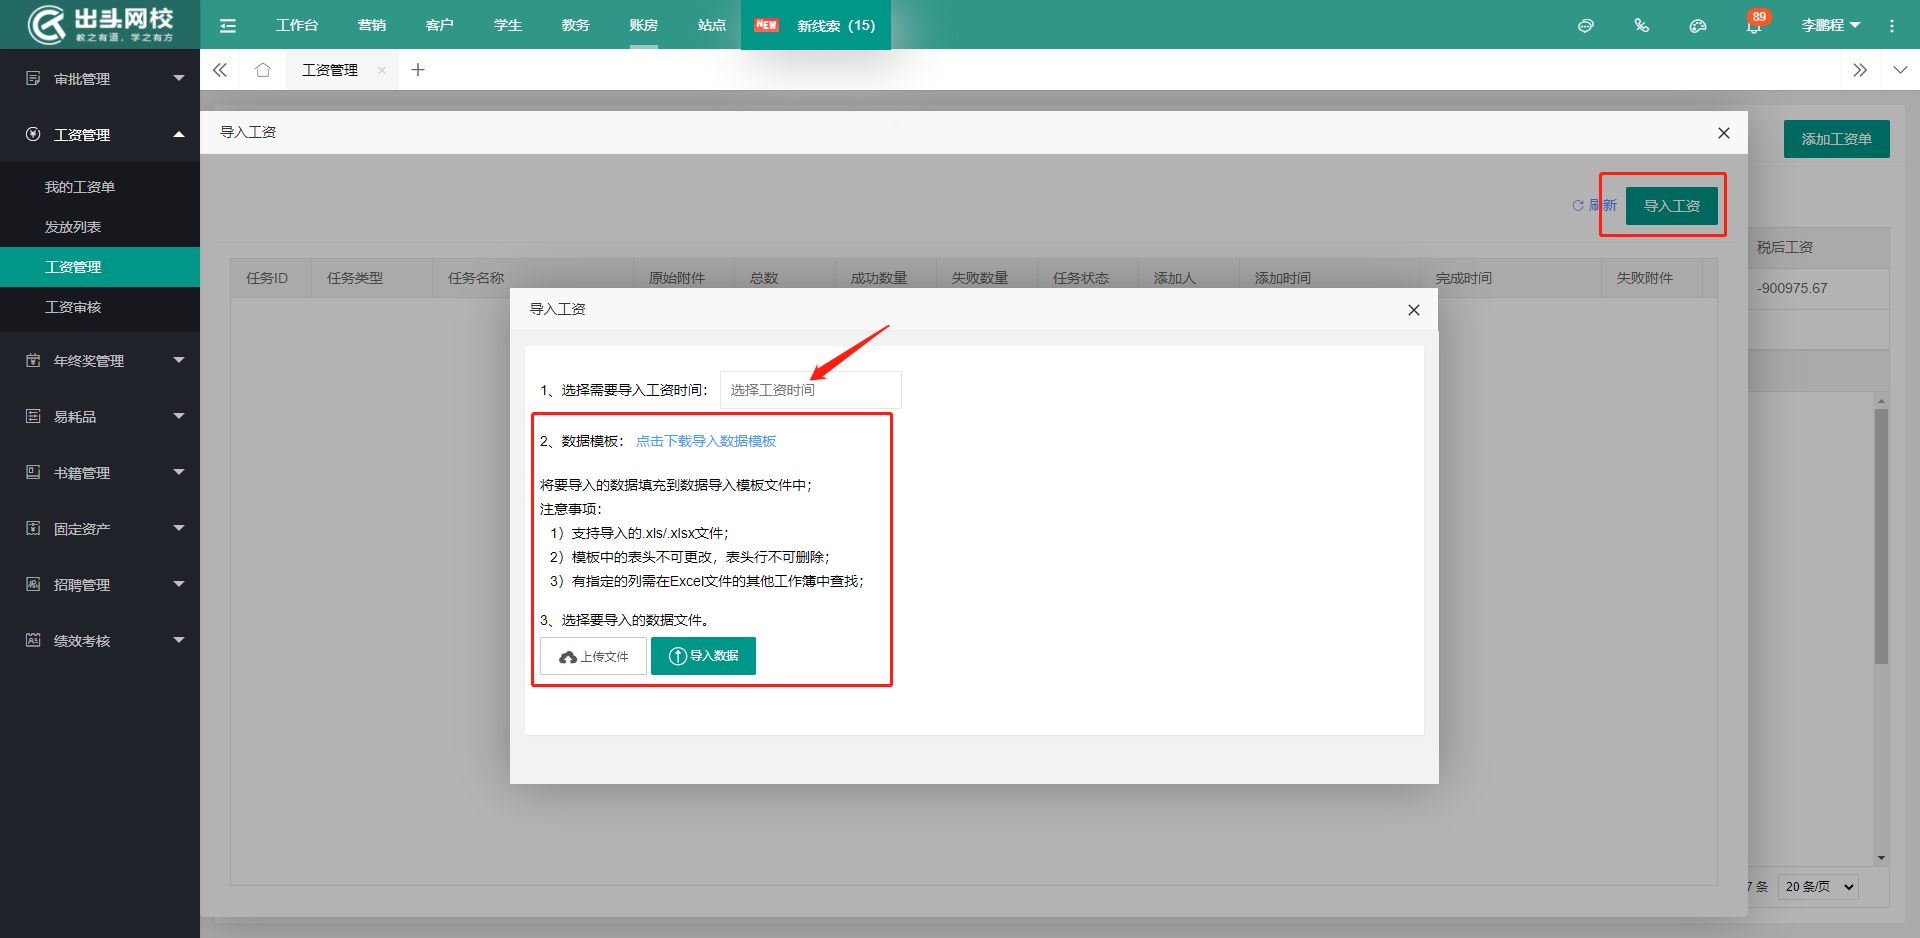 出头网校
教之有道，学之有方
工作台
营销
客户
学生
教务
账房
站点
NEW 新线索（15）
89
李鹏程
工资管理
审批管理
工资管理
我的工资单
发放列表
工资管理
工资审核
年终奖管理
易耗品
书籍管理
固定资产
招聘管理
绩效考核
添加工资单
税后工资
-900975.67
导入工资
刷新
导入工资
任务ID
任务类型
任务名称
原始附件
总数
成功数量
失败数量
任务状态
添加人
添加时间
完成时间
失败附件
导入工资
1、选择需要导入工资时间： 选择工资时间
2、数据模板： 点击下载导入数据模板
将要导入的数据填充到数据导入模板文件中；
注意事项：
1）支持导入的.xls/.xlsx文件；
2）模板中的表头不可更改，表头行不可删除；
3）有指定的列需在Excel文件的其他工作簿中查找；
3、选择要导入的数据文件。
上传文件
导入数据
7 条
20 条/页